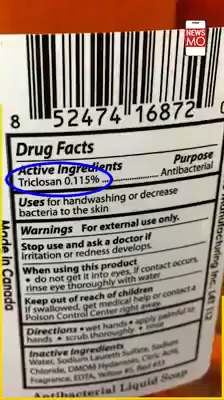 NEWS
MO
8 52474 16872
Drug Facts
Active Ingredients Purpose
Triclosan 0.115% Antibacterial
Uses for handwashing or decrease
bacteria to the skin
Warnings For external use only.
Stop use and ask a doctor if
irritation or redness develops.
When using this product
• do not get it into eyes, if contact occurs,
rinse eye thoroughly with water
Keep out of reach of children
If swallowed, get medical help or contact a
Poison Control Center right away.
Directions • wet hands • apply palmful to
hands • scrub thoroughly • rinse
Inactive Ingredients
Water, Sodium Laureth Sulfate, Sodium
Chloride, DMDM Hydantoin, Citric Acid,
Fragrance, EDTA,
Antibacterial Liquid Soap
Made in Canada